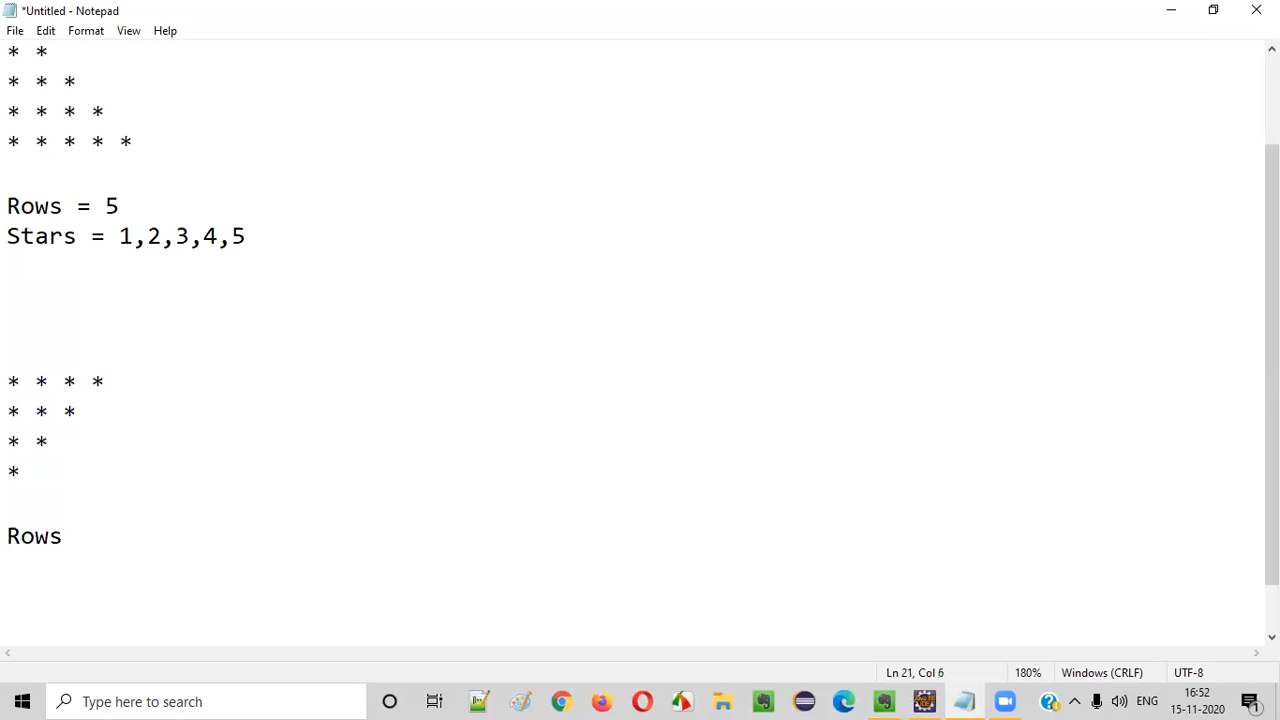 *Untitled - Notepad
File Edit Format View Help
* *
* * *
* * * *
* * * * *
Rows = 5
Stars = 1,2,3,4,5
* * * *
* * *
* *
*
Rows
Ln 21, Col 6 180% Windows (CRLF) UTF-8
Type here to search
ENG
16:52
15-11-2020